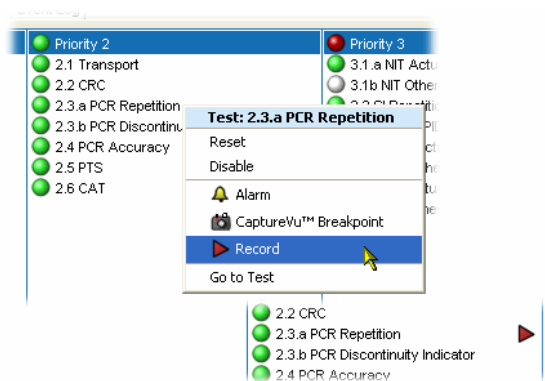 Event Log
Priority 2
2.1 Transport
2.2 CRC
2.3.a PCR Repetition
2.3.b PCR Discontinu
2.4 PCR Accuracy
2.5 PTS
2.6 CAT
Priority 3
3.1.a NIT Actu
3.1b NIT Other
Test: 2.3.a PCR Repetition
Reset
Disable
Alarm
CaptureVu™ Breakpoint
Record
Go to Test
2.2 CRC
2.3.a PCR Repetition
2.3.b PCR Discontinuity Indicator
2.4 PCR Accuracy